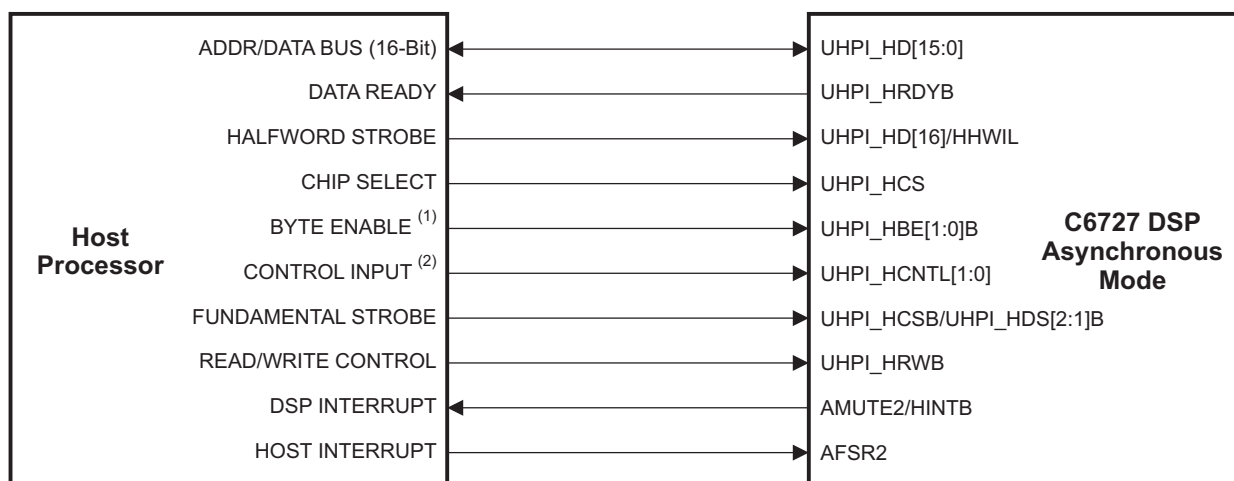 ADDR/DATA BUS (16-Bit) UHPI_HD[15:0]
DATA READY UHPI_HRDYB
HALFWORD STROBE UHPI_HD[16]/HHWIL
CHIP SELECT UHPI_HCS
BYTE ENABLE (1) UHPI_HBE[1:0]B
CONTROL INPUT (2) UHPI_HCNTL[1:0]
FUNDAMENTAL STROBE UHPI_HCSB/UHPI_HDS[2:1]B
READ/WRITE CONTROL UHPI_HRWB
DSP INTERRUPT AMUTE2/HINTB
HOST INTERRUPT AFSR2
Host
Processor
C6727 DSP
Asynchronous
Mode